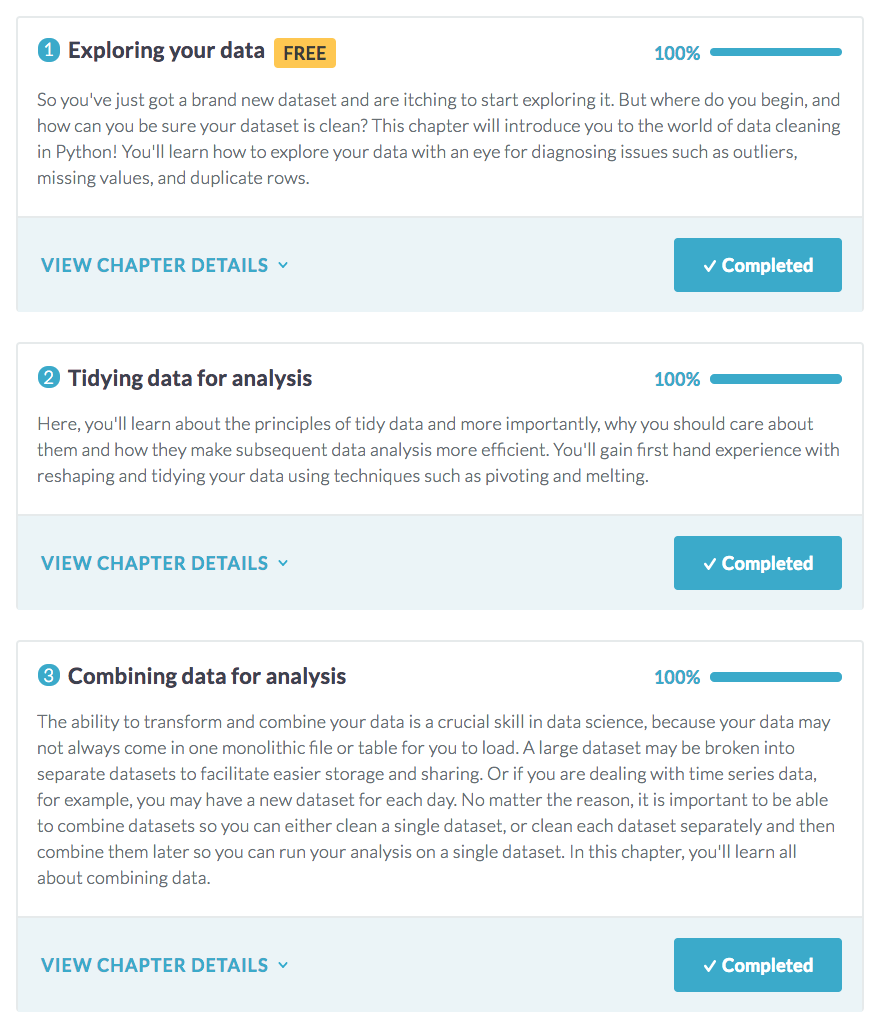 1 Exploring your data FREE 100%
So you've just got a brand new dataset and are itching to start exploring it. But where do you begin, and
how can you be sure your dataset is clean? This chapter will introduce you to the world of data cleaning
in Python! You'll learn how to explore your data with an eye for diagnosing issues such as outliers,
missing values, and duplicate rows.
VIEW CHAPTER DETAILS ✓ Completed
2 Tidying data for analysis 100%
Here, you'll learn about the principles of tidy data and more importantly, why you should care about
them and how they make subsequent data analysis more efficient. You'll gain first hand experience with
reshaping and tidying your data using techniques such as pivoting and melting.
VIEW CHAPTER DETAILS ✓ Completed
3 Combining data for analysis 100%
The ability to transform and combine your data is a crucial skill in data science, because your data may
not always come in one monolithic file or table for you to load. A large dataset may be broken into
separate datasets to facilitate easier storage and sharing. Or if you are dealing with time series data,
for example, you may have a new dataset for each day. No matter the reason, it is important to be able
to combine datasets so you can either clean a single dataset, or clean each dataset separately and then
combine them later so you can run your analysis on a single dataset. In this chapter, you'll learn all
about combining data.
VIEW CHAPTER DETAILS ✓ Completed